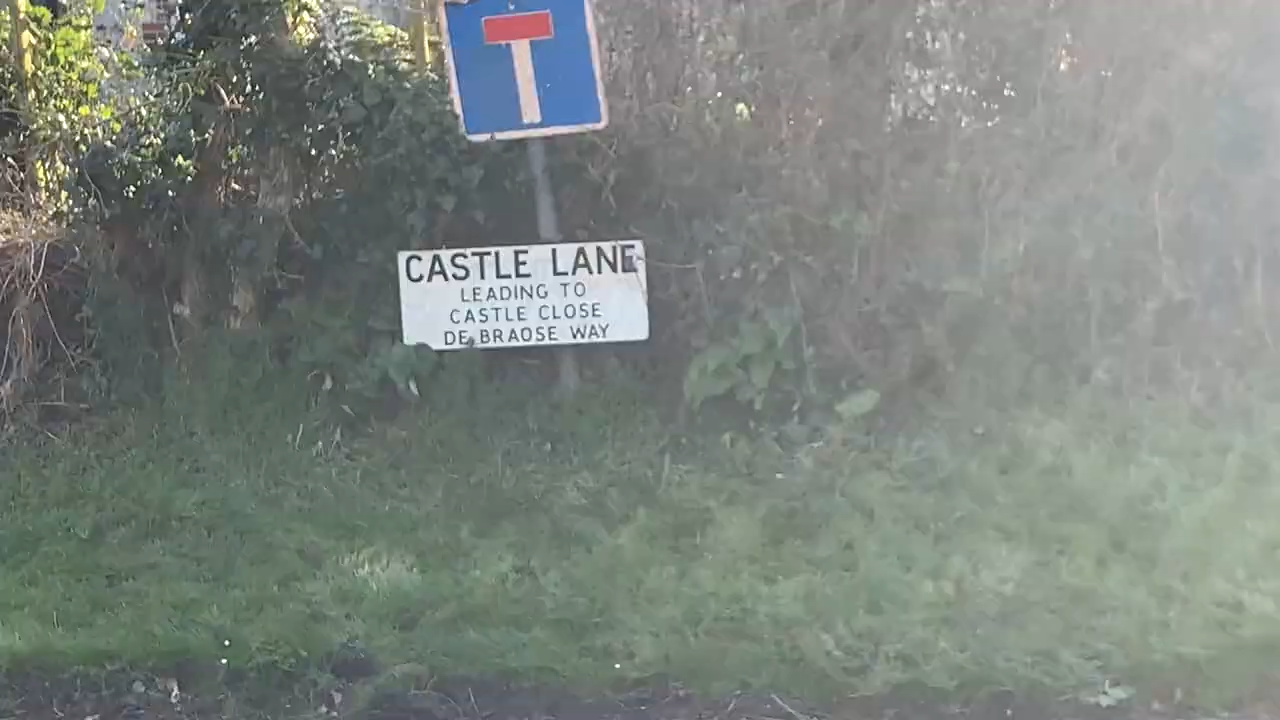 CASTLE LANE
LEADING TO
CASTLE CLOSE
DE BRAOSE WAY